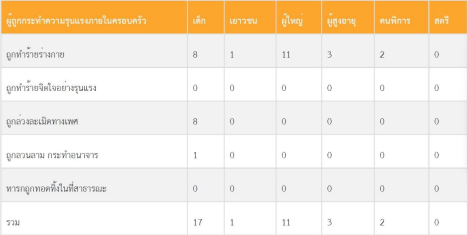 ผู้ถูกกระทำความรุนแรงภายในครอบครัว เด็ก เยาวชน ผู้ใหญ่ ผู้สูงอายุ คนพิการ สตรี
ถูกทำร้ายร่างกาย 8 1 11 3 2 0
ถูกทำร้ายจิตใจอย่างรุนแรง 0 0 0 0 0 0
ถูกล่วงละเมิดทางเพศ 8 0 0 0 0 0
ถูกลวนลาม กระทำอนาจาร 1 0 0 0 0 0
ทารกถูกทอดทิ้งในที่สาธารณะ 0 0 0 0 0 0
รวม 17 1 11 3 2 0